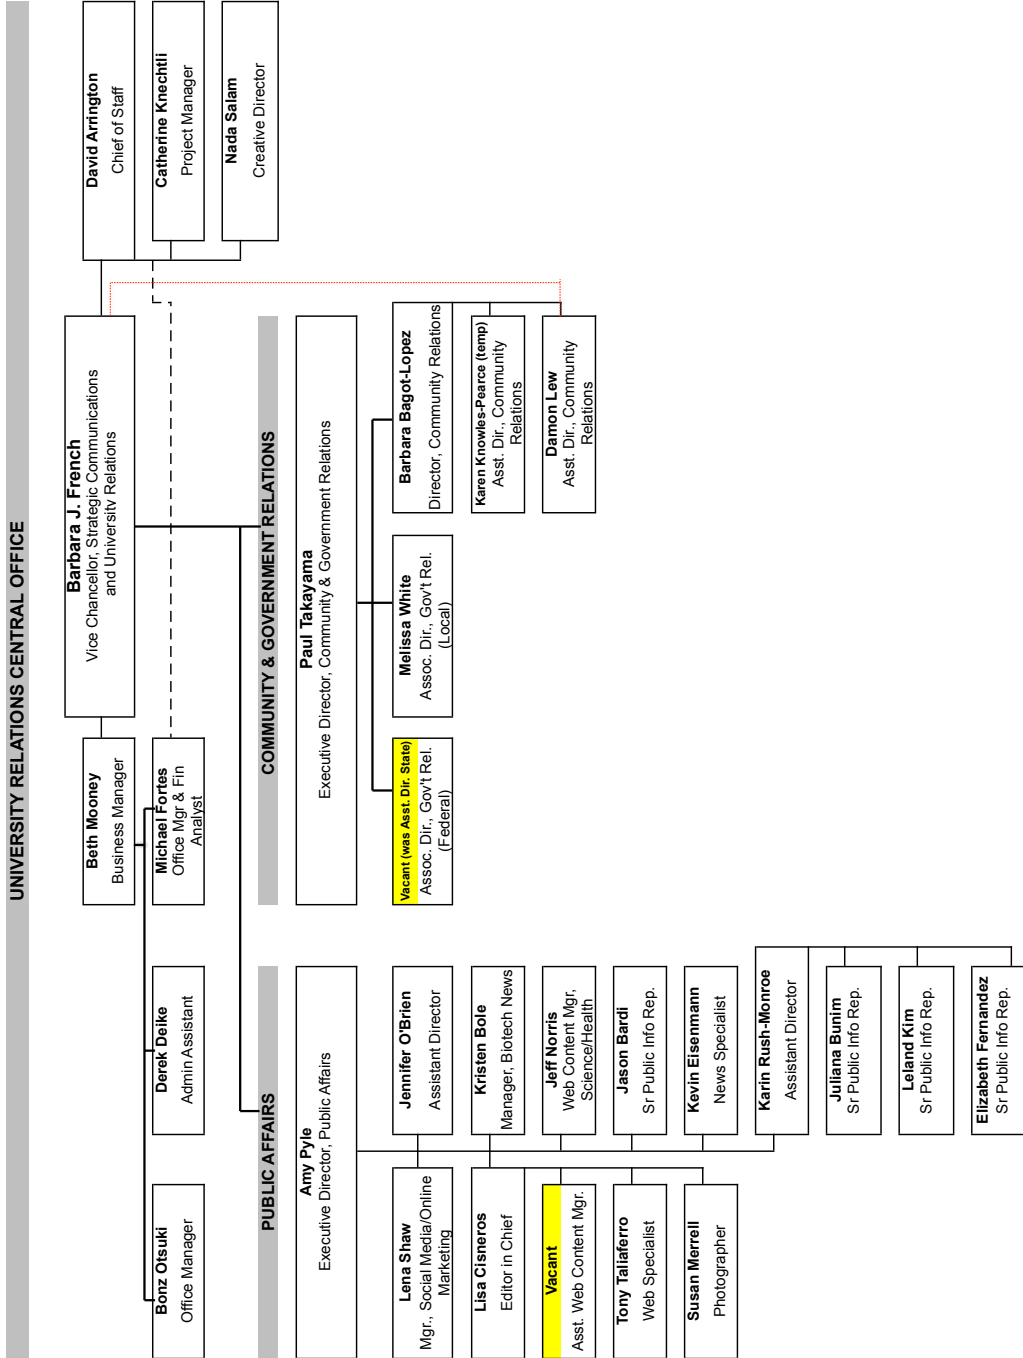 UNIVERSITY RELATIONS CENTRAL OFFICE
Barbara J. French
Vice Chancellor, Strategic Communications
and University Relations
Beth Mooney
Business Manager
David Arrington
Chief of Staff
Bonz Otsuki
Office Manager
Derek Deike
Admin Assistant
Michael Fortes
Office Mgr & Fin
Analyst
Catherine Knechtli
Project Manager
Nada Salam
Creative Director
PUBLIC AFFAIRS
Amy Pyle
Executive Director, Public Affairs
Lena Shaw
Mgr., Social Media/Online
Marketing
Jennifer O'Brien
Assistant Director
Lisa Cisneros
Editor in Chief
Kristen Bole
Manager, Biotech News
Vacant
Asst. Web Content Mgr.
Jeff Norris
Web Content Mgr,
Science/Health
Tony Taliaferro
Web Specialist
Jason Bardi
Sr Public Info Rep.
Susan Merrell
Photographer
Kevin Eisenmann
News Specialist
Karin Rush-Monroe
Assistant Director
Juliana Bunim
Sr Public Info Rep.
Leland Kim
Sr Public Info Rep.
Elizabeth Fernandez
Sr Public Info Rep.
COMMUNITY & GOVERNMENT RELATIONS
Paul Takayama
Executive Director, Community & Government Relations
Vacant (was Asst. Dir. State)
Assoc. Dir., Gov't Rel.
(Federal)
Melissa White
Assoc. Dir., Gov't Rel.
(Local)
Barbara Bagot-Lopez
Director, Community Relations
Karen Knowles-Pearce (temp)
Asst. Dir., Community
Relations
Damon Lew
Asst. Dir., Community
Relations